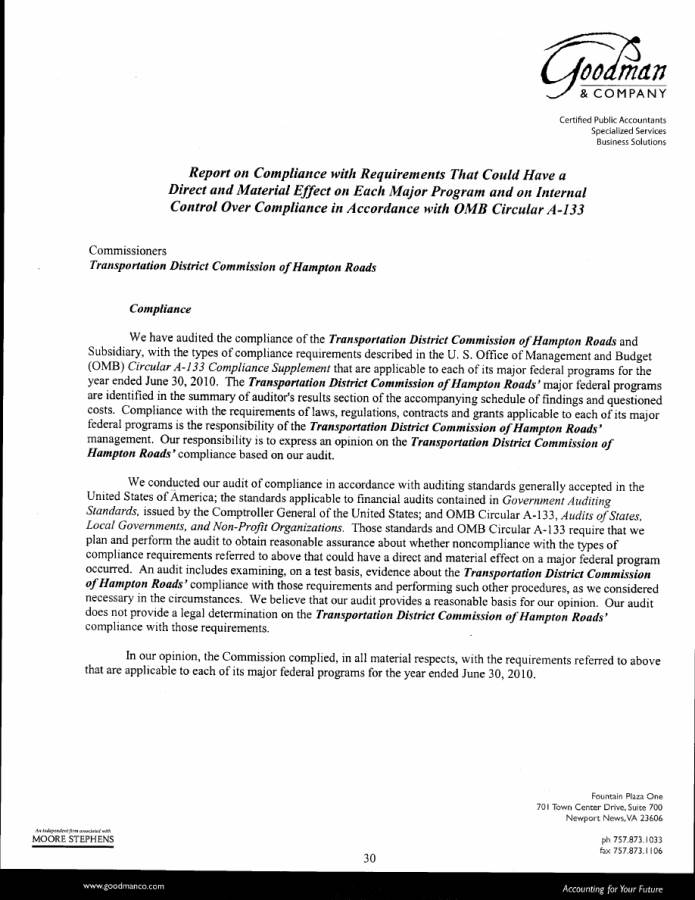 Goodman
& COMPANY
Certified Public Accountants
Specialized Services
Business Solutions
Report on Compliance with Requirements That Could Have a
Direct and Material Effect on Each Major Program and on Internal
Control Over Compliance in Accordance with OMB Circular A-133
Commissioners
Transportation District Commission of Hampton Roads
Compliance
We have audited the compliance of the Transportation District Commission of Hampton Roads and
Subsidiary, with the types of compliance requirements described in the U. S. Office of Management and Budget
(OMB) Circular A-133 Compliance Supplement that are applicable to each of its major federal programs for the
year ended June 30, 2010. The Transportation District Commission of Hampton Roads' major federal programs
are identified in the summary of auditor's results section of the accompanying schedule of findings and questioned
costs. Compliance with the requirements of laws, regulations, contracts and grants applicable to each of its major
federal programs is the responsibility of the Transportation District Commission of Hampton Roads'
management. Our responsibility is to express an opinion on the Transportation District Commission of
Hampton Roads' compliance based on our audit.
We conducted our audit of compliance in accordance with auditing standards generally accepted in the
United States of America; the standards applicable to financial audits contained in Government Auditing
Standards, issued by the Comptroller General of the United States; and OMB Circular A-133, Audits of States,
Local Governments, and Non-Profit Organizations. Those standards and OMB Circular A-133 require that we
plan and perform the audit to obtain reasonable assurance about whether noncompliance with the types of
compliance requirements referred to above that could have a direct and material effect on a major federal program
occurred. An audit includes examining, on a test basis, evidence about the Transportation District Commission
of Hampton Roads' compliance with those requirements and performing such other procedures, as we considered
necessary in the circumstances. We believe that our audit provides a reasonable basis for our opinion. Our audit
does not provide a legal determination on the Transportation District Commission of Hampton Roads'
compliance with those requirements.
In our opinion, the Commission complied, in all material respects, with the requirements referred to above
that are applicable to each of its major federal programs for the year ended June 30, 2010.
Fountain Plaza One
701 Town Center Drive, Suite 700
Newport News, VA 23606
An independent firm associated with
MOORE STEPHENS
ph 757.873.1033
fax 757.873.1106
30
www.goodmanco.com
Accounting for Your Future